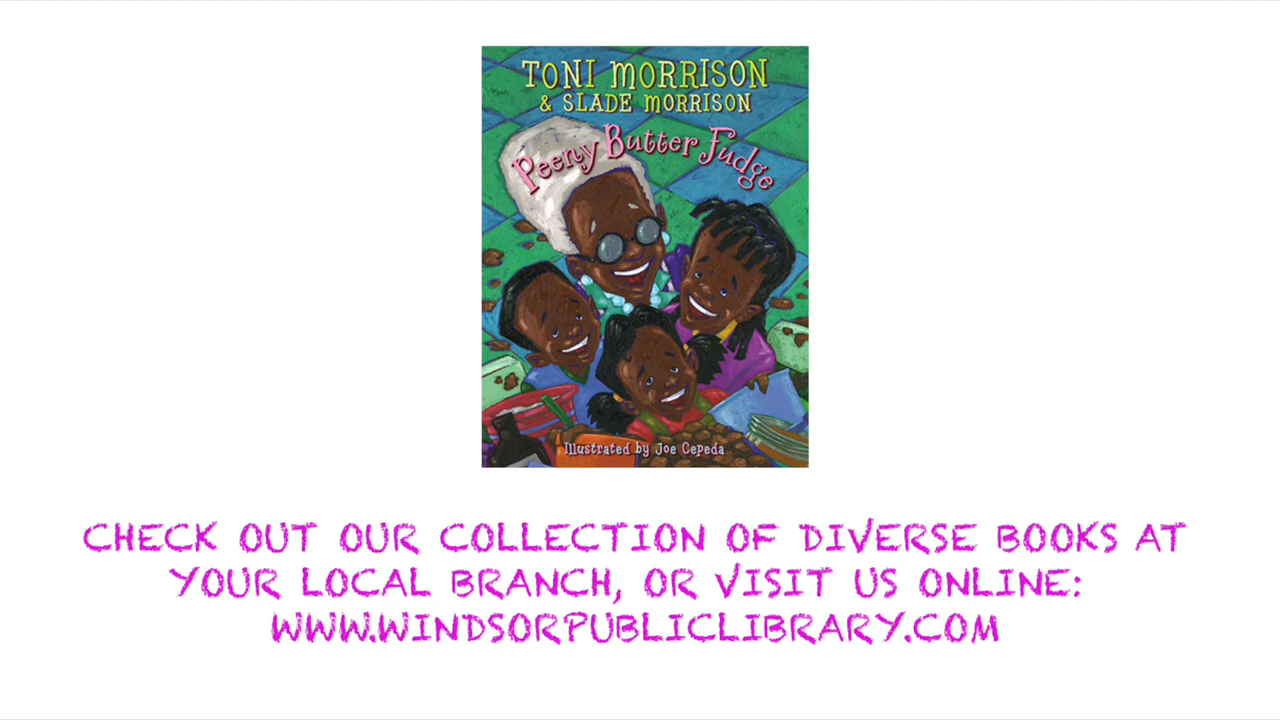 TONI MORRISON
& SLADE MORRISON
Peeny Butter Fudge
Illustrated by Joe Cepeda
CHECK OUT OUR COLLECTION OF DIVERSE BOOKS AT
YOUR LOCAL BRANCH, OR VISIT US ONLINE:
WWW.WINDSORPUBLICLIBRARY.COM